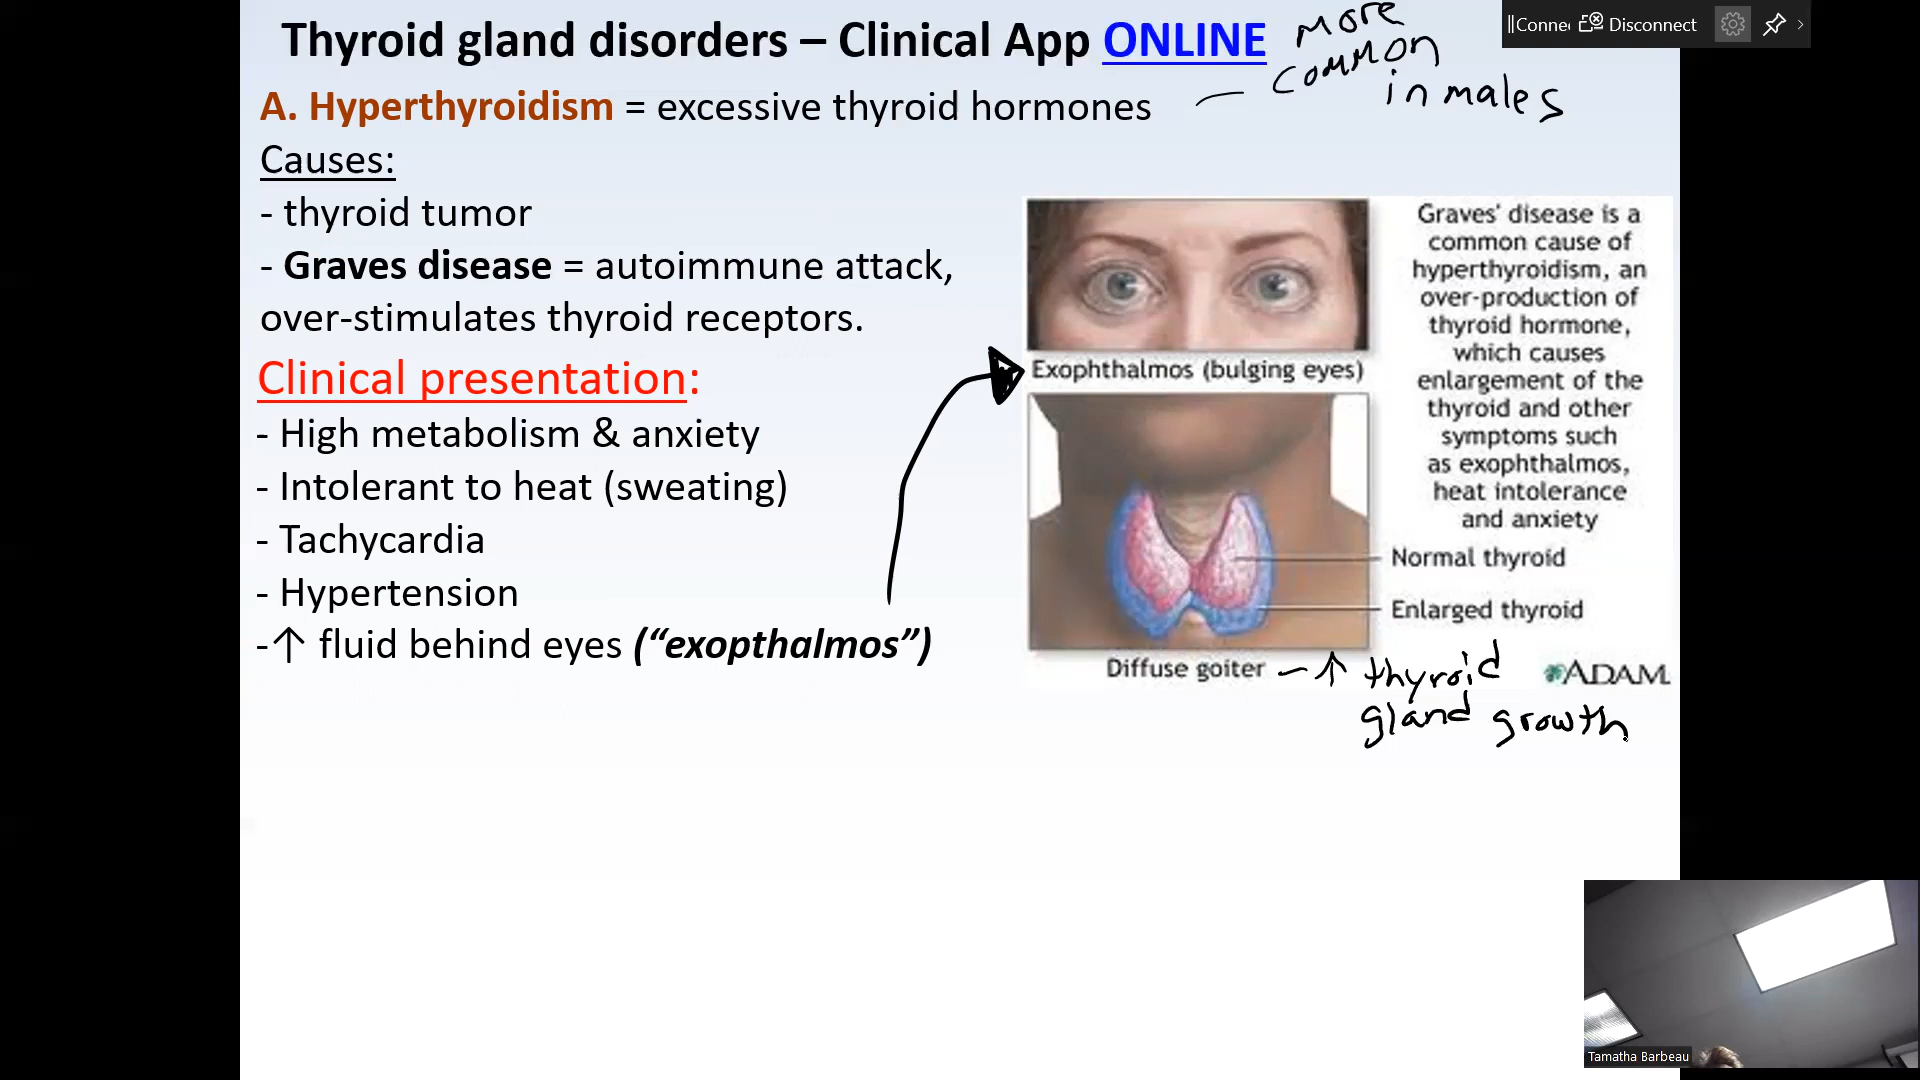 Thyroid gland disorders – Clinical App ONLINE
more
common
in males
Disconnect
A. Hyperthyroidism = excessive thyroid hormones
Causes:
- thyroid tumor
- Graves disease = autoimmune attack,
over-stimulates thyroid receptors.
Clinical presentation:
- High metabolism & anxiety
- Intolerant to heat (sweating)
- Tachycardia
- Hypertension
-↑ fluid behind eyes (“exopthalmos”)
Exophthalmos (bulging eyes)
Graves' disease is a
common cause of
hyperthyroidism, an
over-production of
thyroid hormone,
which causes
enlargement of the
thyroid and other
symptoms such
as exophthalmos,
heat intolerance
and anxiety
Normal thyroid
Enlarged thyroid
Diffuse goiter
– ↑ thyroid
gland growth
ADAM
Tamatha Barbeau